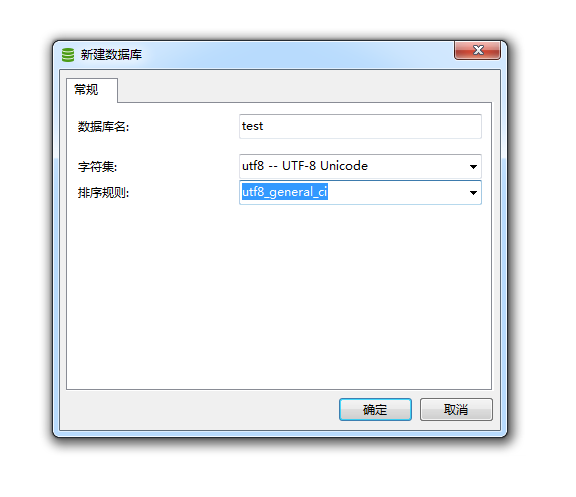 新建数据库
常规
数据库名: test
字符集: utf8 -- UTF-8 Unicode
排序规则: utf8_general_ci
确定 取消